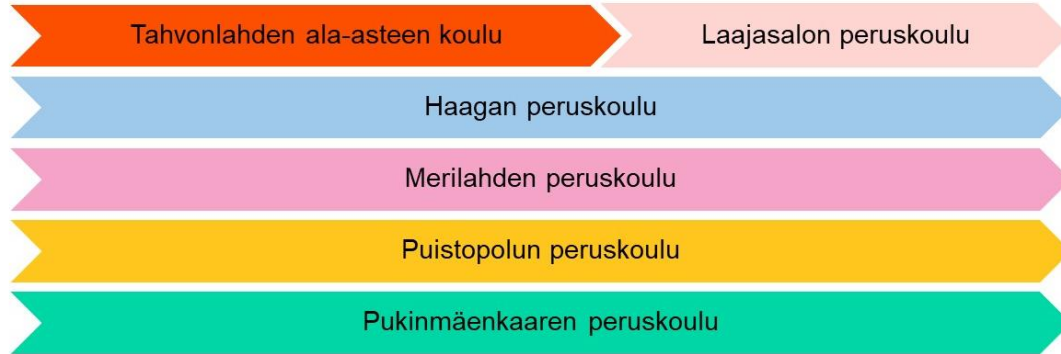 Tahvonlahden ala-asteen koulu
Laajasalon peruskoulu
Haagan peruskoulu
Merilahden peruskoulu
Puistopolun peruskoulu
Pukinmäenkaaren peruskoulu